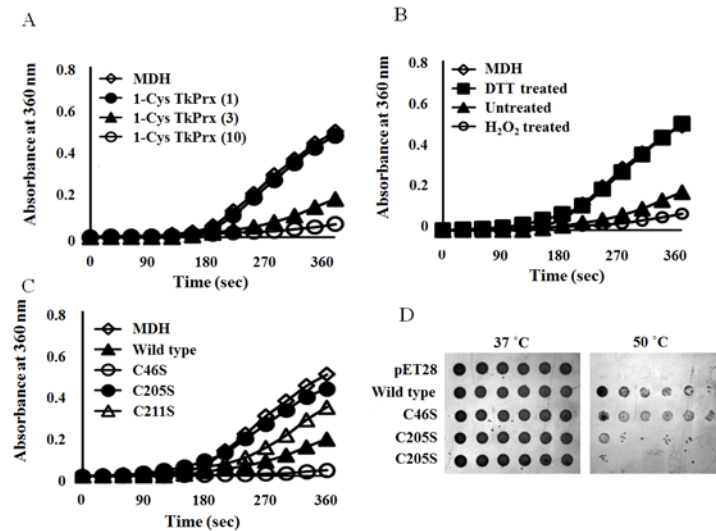 A
Absorbance at 360 nm
0.8
0.6
0.4
0.2
0
MDH
1-Cys TkPrx (1)
1-Cys TkPrx (3)
1-Cys TkPrx (10)
0 90 180 270 360
Time (sec)
B
Absorbance at 360 nm
0.8
0.6
0.4
0.2
0
MDH
DTT treated
Untreated
H₂O₂ treated
0 90 180 270 360
Time (sec)
C
Absorbance at 360 nm
0.8
0.6
0.4
0.2
0
MDH
Wild type
C46S
C205S
C211S
0 90 180 270 360
Time (sec)
D
37 ˚C 50 ˚C
pET28
Wild type
C46S
C205S
C205S